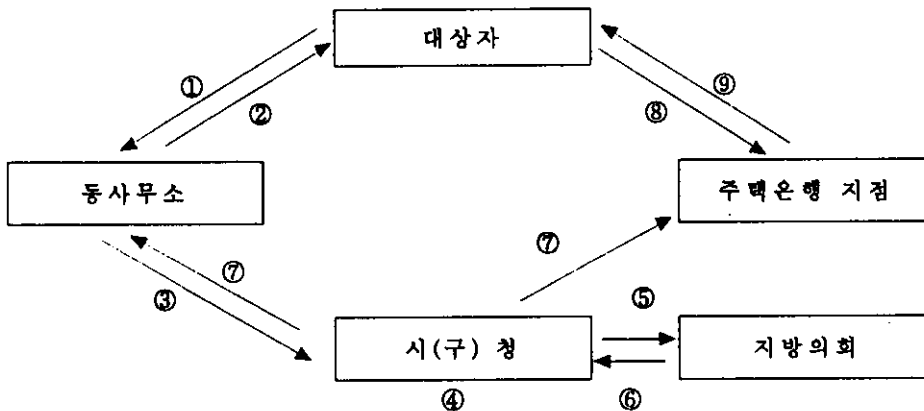 대상자
①
②
⑨
⑧
동사무소
주택은행 지점
③
⑦
⑦
⑤
시(구) 청
지방의회
④
⑥